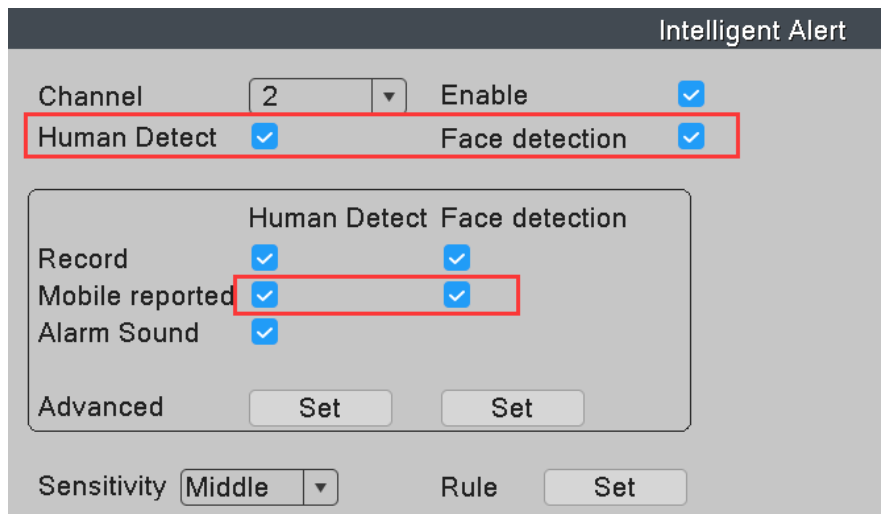 Intelligent Alert
Channel 2 Enable
Human Detect Face detection
Human Detect Face detection
Record
Mobile reported
Alarm Sound
Advanced Set Set
Sensitivity Middle Rule Set